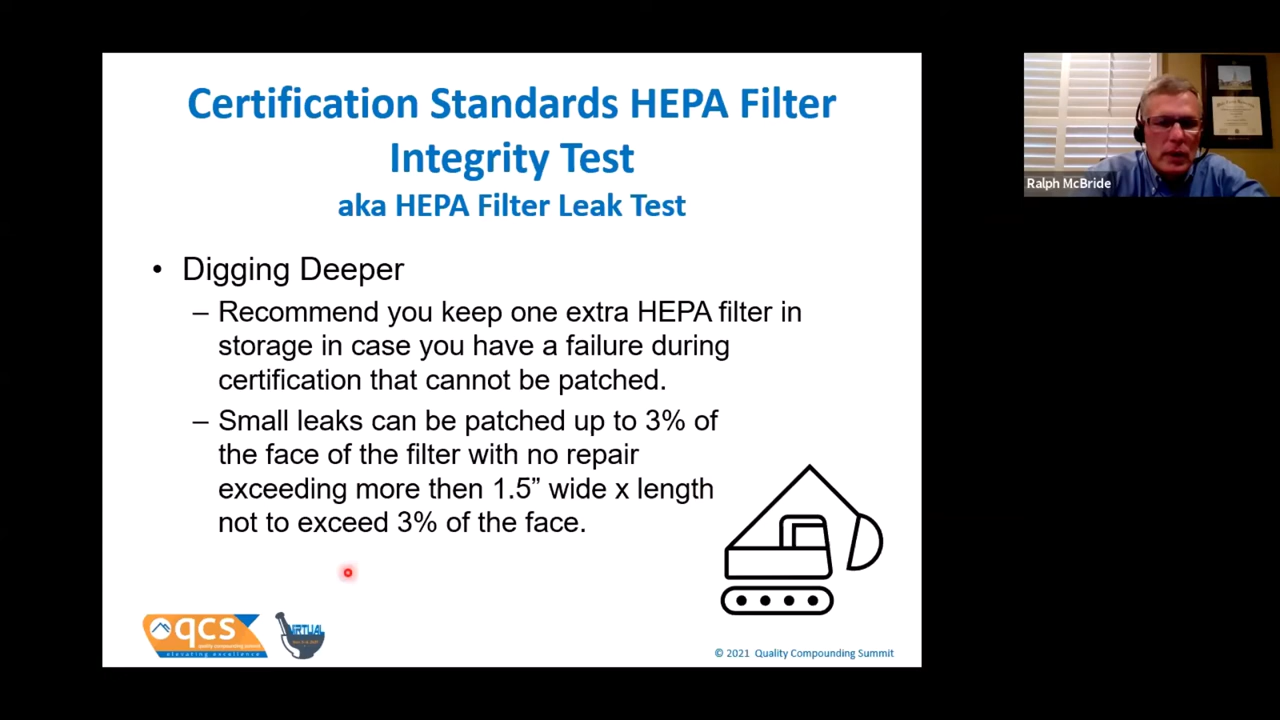 Certification Standards HEPA Filter
Integrity Test
aka HEPA Filter Leak Test
• Digging Deeper
– Recommend you keep one extra HEPA filter in
storage in case you have a failure during
certification that cannot be patched.
– Small leaks can be patched up to 3% of
the face of the filter with no repair
exceeding more then 1.5” wide x length
not to exceed 3% of the face.
qcs
quality compounding summit
elevating excellence
VIRTUAL
© 2021 Quality Compounding Summit
Ralph McBride